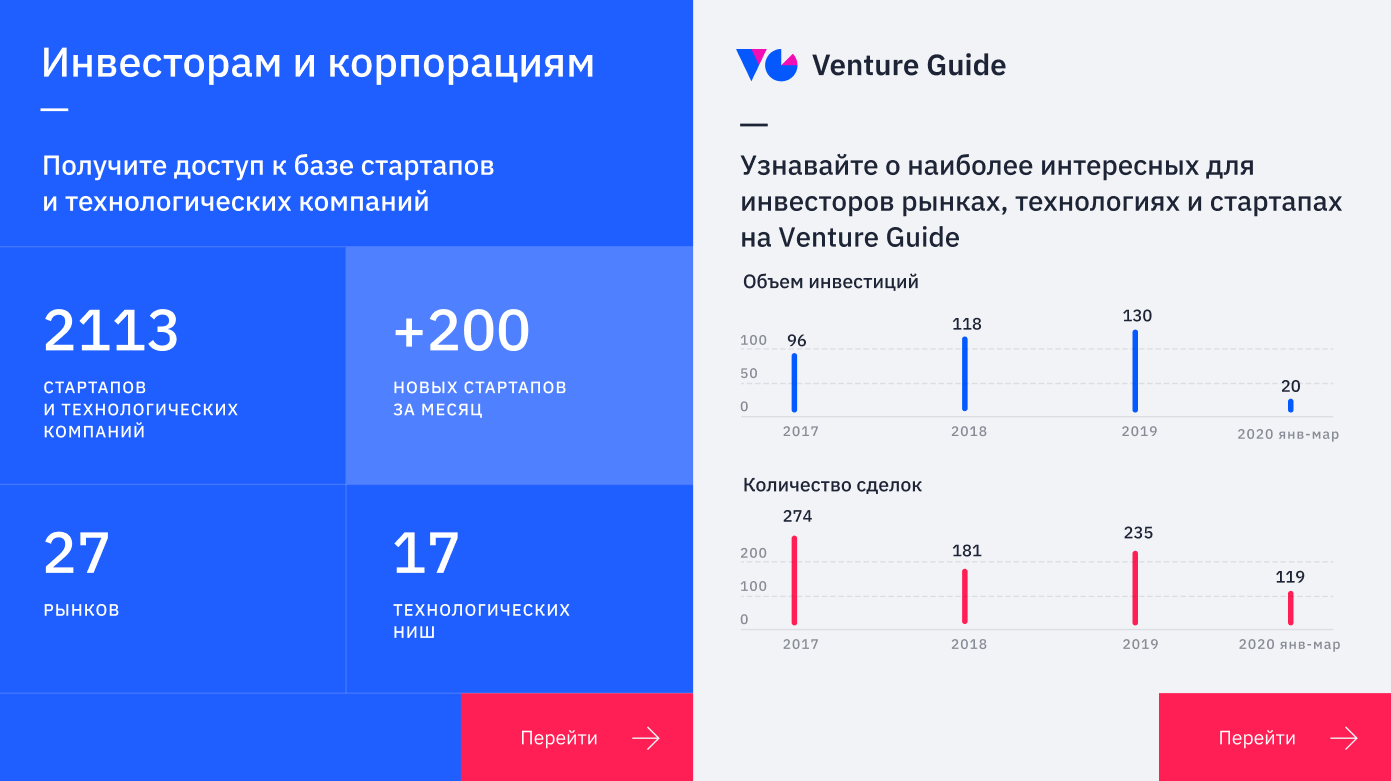 Инвесторам и корпорациям
Получите доступ к базе стартапов
и технологических компаний
2113
СТАРТАПОВ
И ТЕХНОЛОГИЧЕСКИХ
КОМПАНИЙ
+200
НОВЫХ СТАРТАПОВ
ЗА МЕСЯЦ
27
РЫНКОВ
17
ТЕХНОЛОГИЧЕСКИХ
НИШ
Перейти
Venture Guide
Узнавайте о наиболее интересных для
инвесторов рынках, технологиях и стартапах
на Venture Guide
Объем инвестиций
130
118
100 96
50
20
0
2017 2018 2019 2020 янв-мар
Количество сделок
274
235
200 181
119
100
0
2017 2018 2019 2020 янв-мар
Перейти